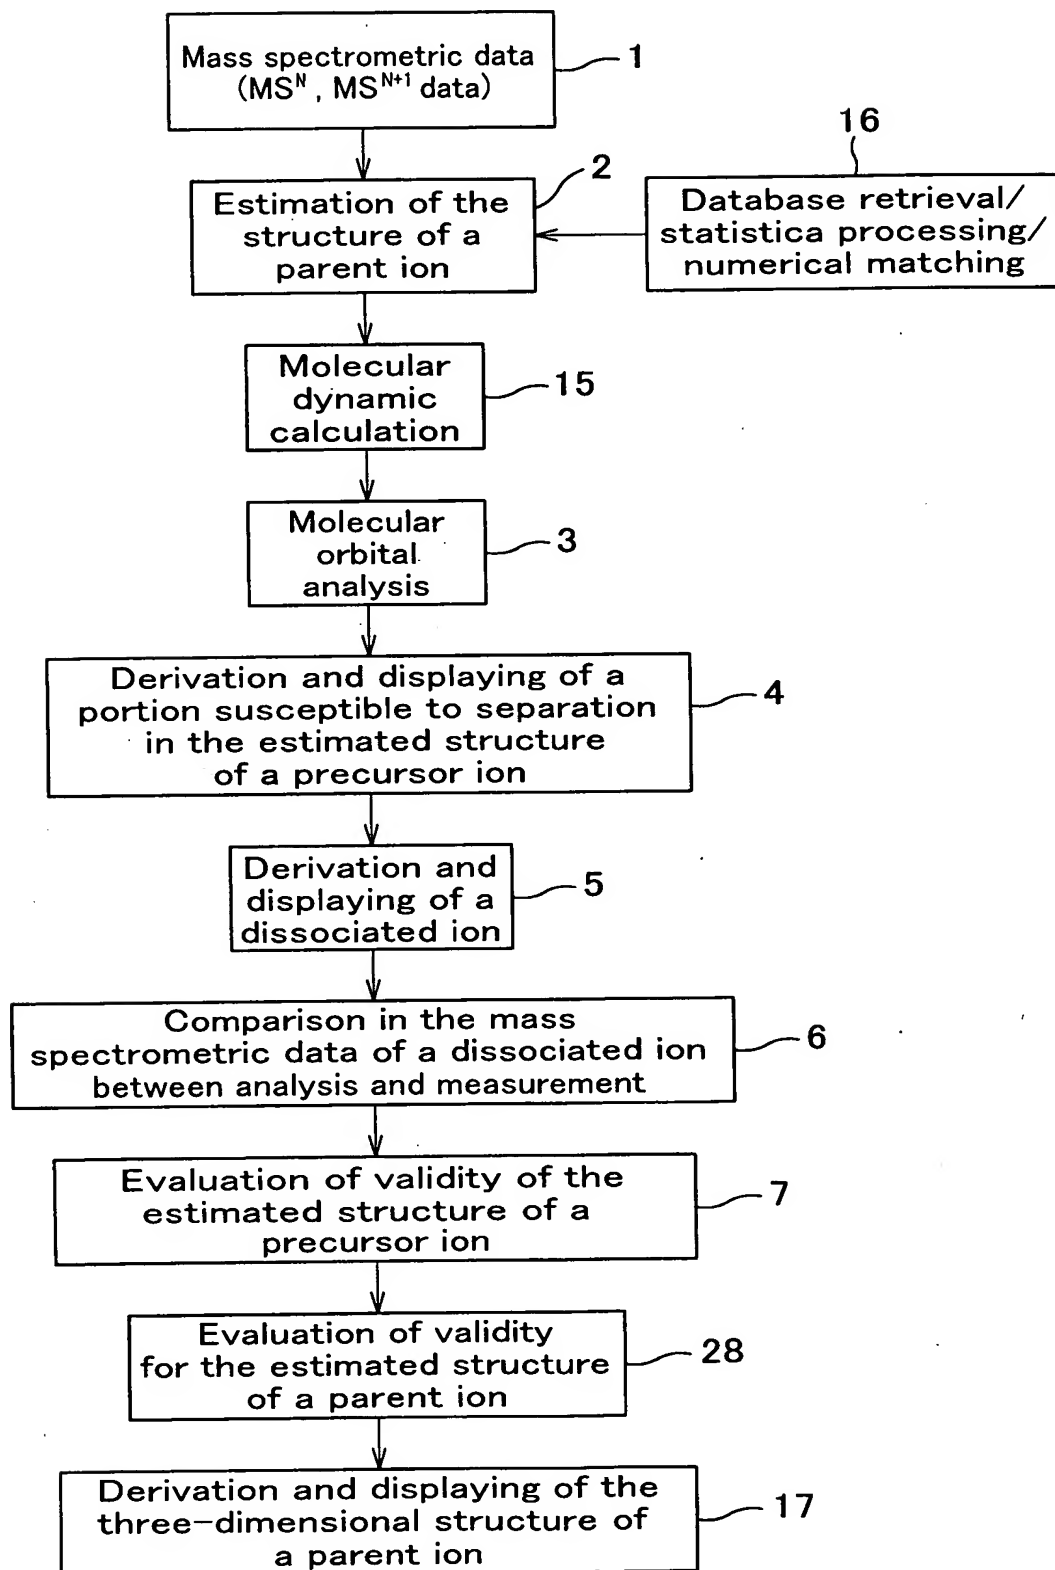 Mass spectrometric data
(MS^N , MS^N+1 data)
1
16
2
Estimation of the
structure of a
parent ion
Database retrieval/
statistica processing/
numerical matching
Molecular
dynamic
calculation
15
Molecular
orbital
analysis
3
Derivation and displaying of a
portion susceptible to separation
in the estimated structure
of a precursor ion
4
Derivation and
displaying of a
dissociated ion
5
Comparison in the mass
spectrometric data of a dissociated ion
between analysis and measurement
6
Evaluation of validity of the
estimated structure of a
precursor ion
7
Evaluation of validity
for the estimated structure
of a parent ion
28
Derivation and displaying of the
three-dimensional structure of
a parent ion
17